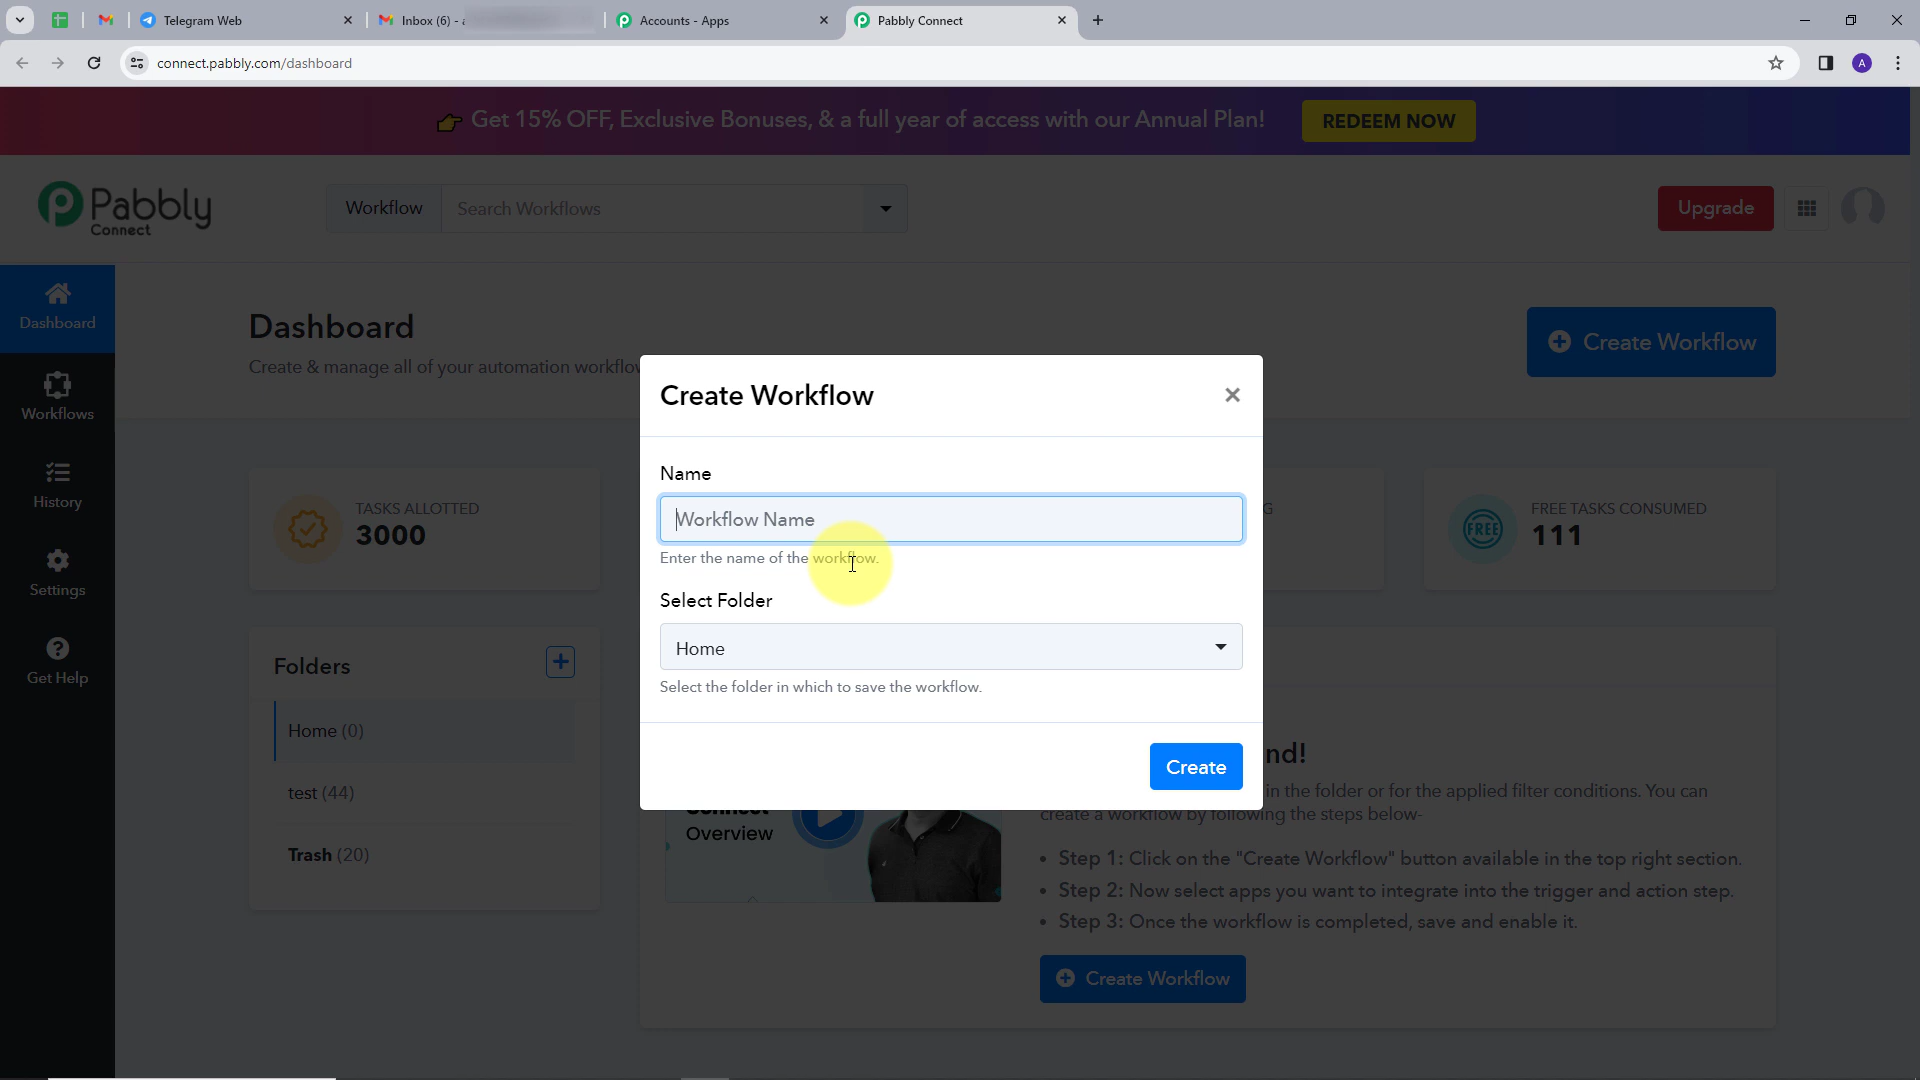 Telegram Web
Inbox (6) -
Accounts - Apps
Pabbly Connect
connect.pabbly.com/dashboard
A
Get 15% OFF, Exclusive Bonuses, & a full year of access with our Annual Plan!
REDEEM NOW
Pabbly
Connect
Workflow
Search Workflows
Upgrade
Dashboard
Workflows
History
Settings
Get Help
Dashboard
Create & manage all of your automation
Create Workflow
TASKS ALLOTTED
3000
FREE
FREE TASKS CONSUMED
111
Folders
Home (0)
test (44)
Trash (20)
Create Workflow
Name
Workflow Name
Enter the name of the workflow.
Select Folder
Home
Select the folder in which to save the workflow.
Create
Connect
Overview
in the folder or for the applied filter conditions. You can
create a workflow by following the steps below-
Step 1: Click on the "Create Workflow" button available in the top right section.
Step 2: Now select apps you want to integrate into the trigger and action step.
Step 3: Once the workflow is completed, save and enable it.
Create Workflow